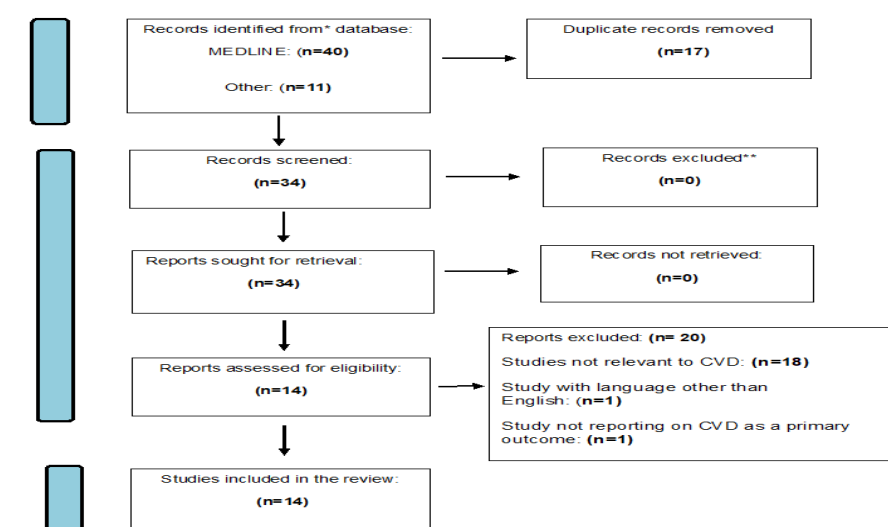 Records identified from* database:
MEDLINE: (n=40)
Other: (n=11)
Duplicate records removed
(n=17)
Records screened:
(n=34)
Records excluded**
(n=0)
Reports sought for retrieval:
(n=34)
Records not retrieved:
(n=0)
Reports assessed for eligibility:
(n=14)
Reports excluded: (n= 20)
Studies not relevant to CVD: (n=18)
Study with language other than
English: (n=1)
Study not reporting on CVD as a primary
outcome: (n=1)
Studies included in the review:
(n=14)